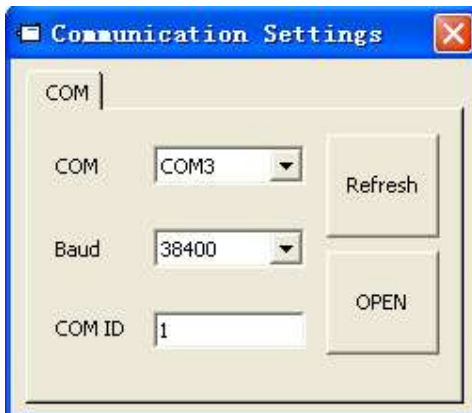 Communication Settings
COM
COM COM3
Refresh
Baud 38400
OPEN
COM ID 1